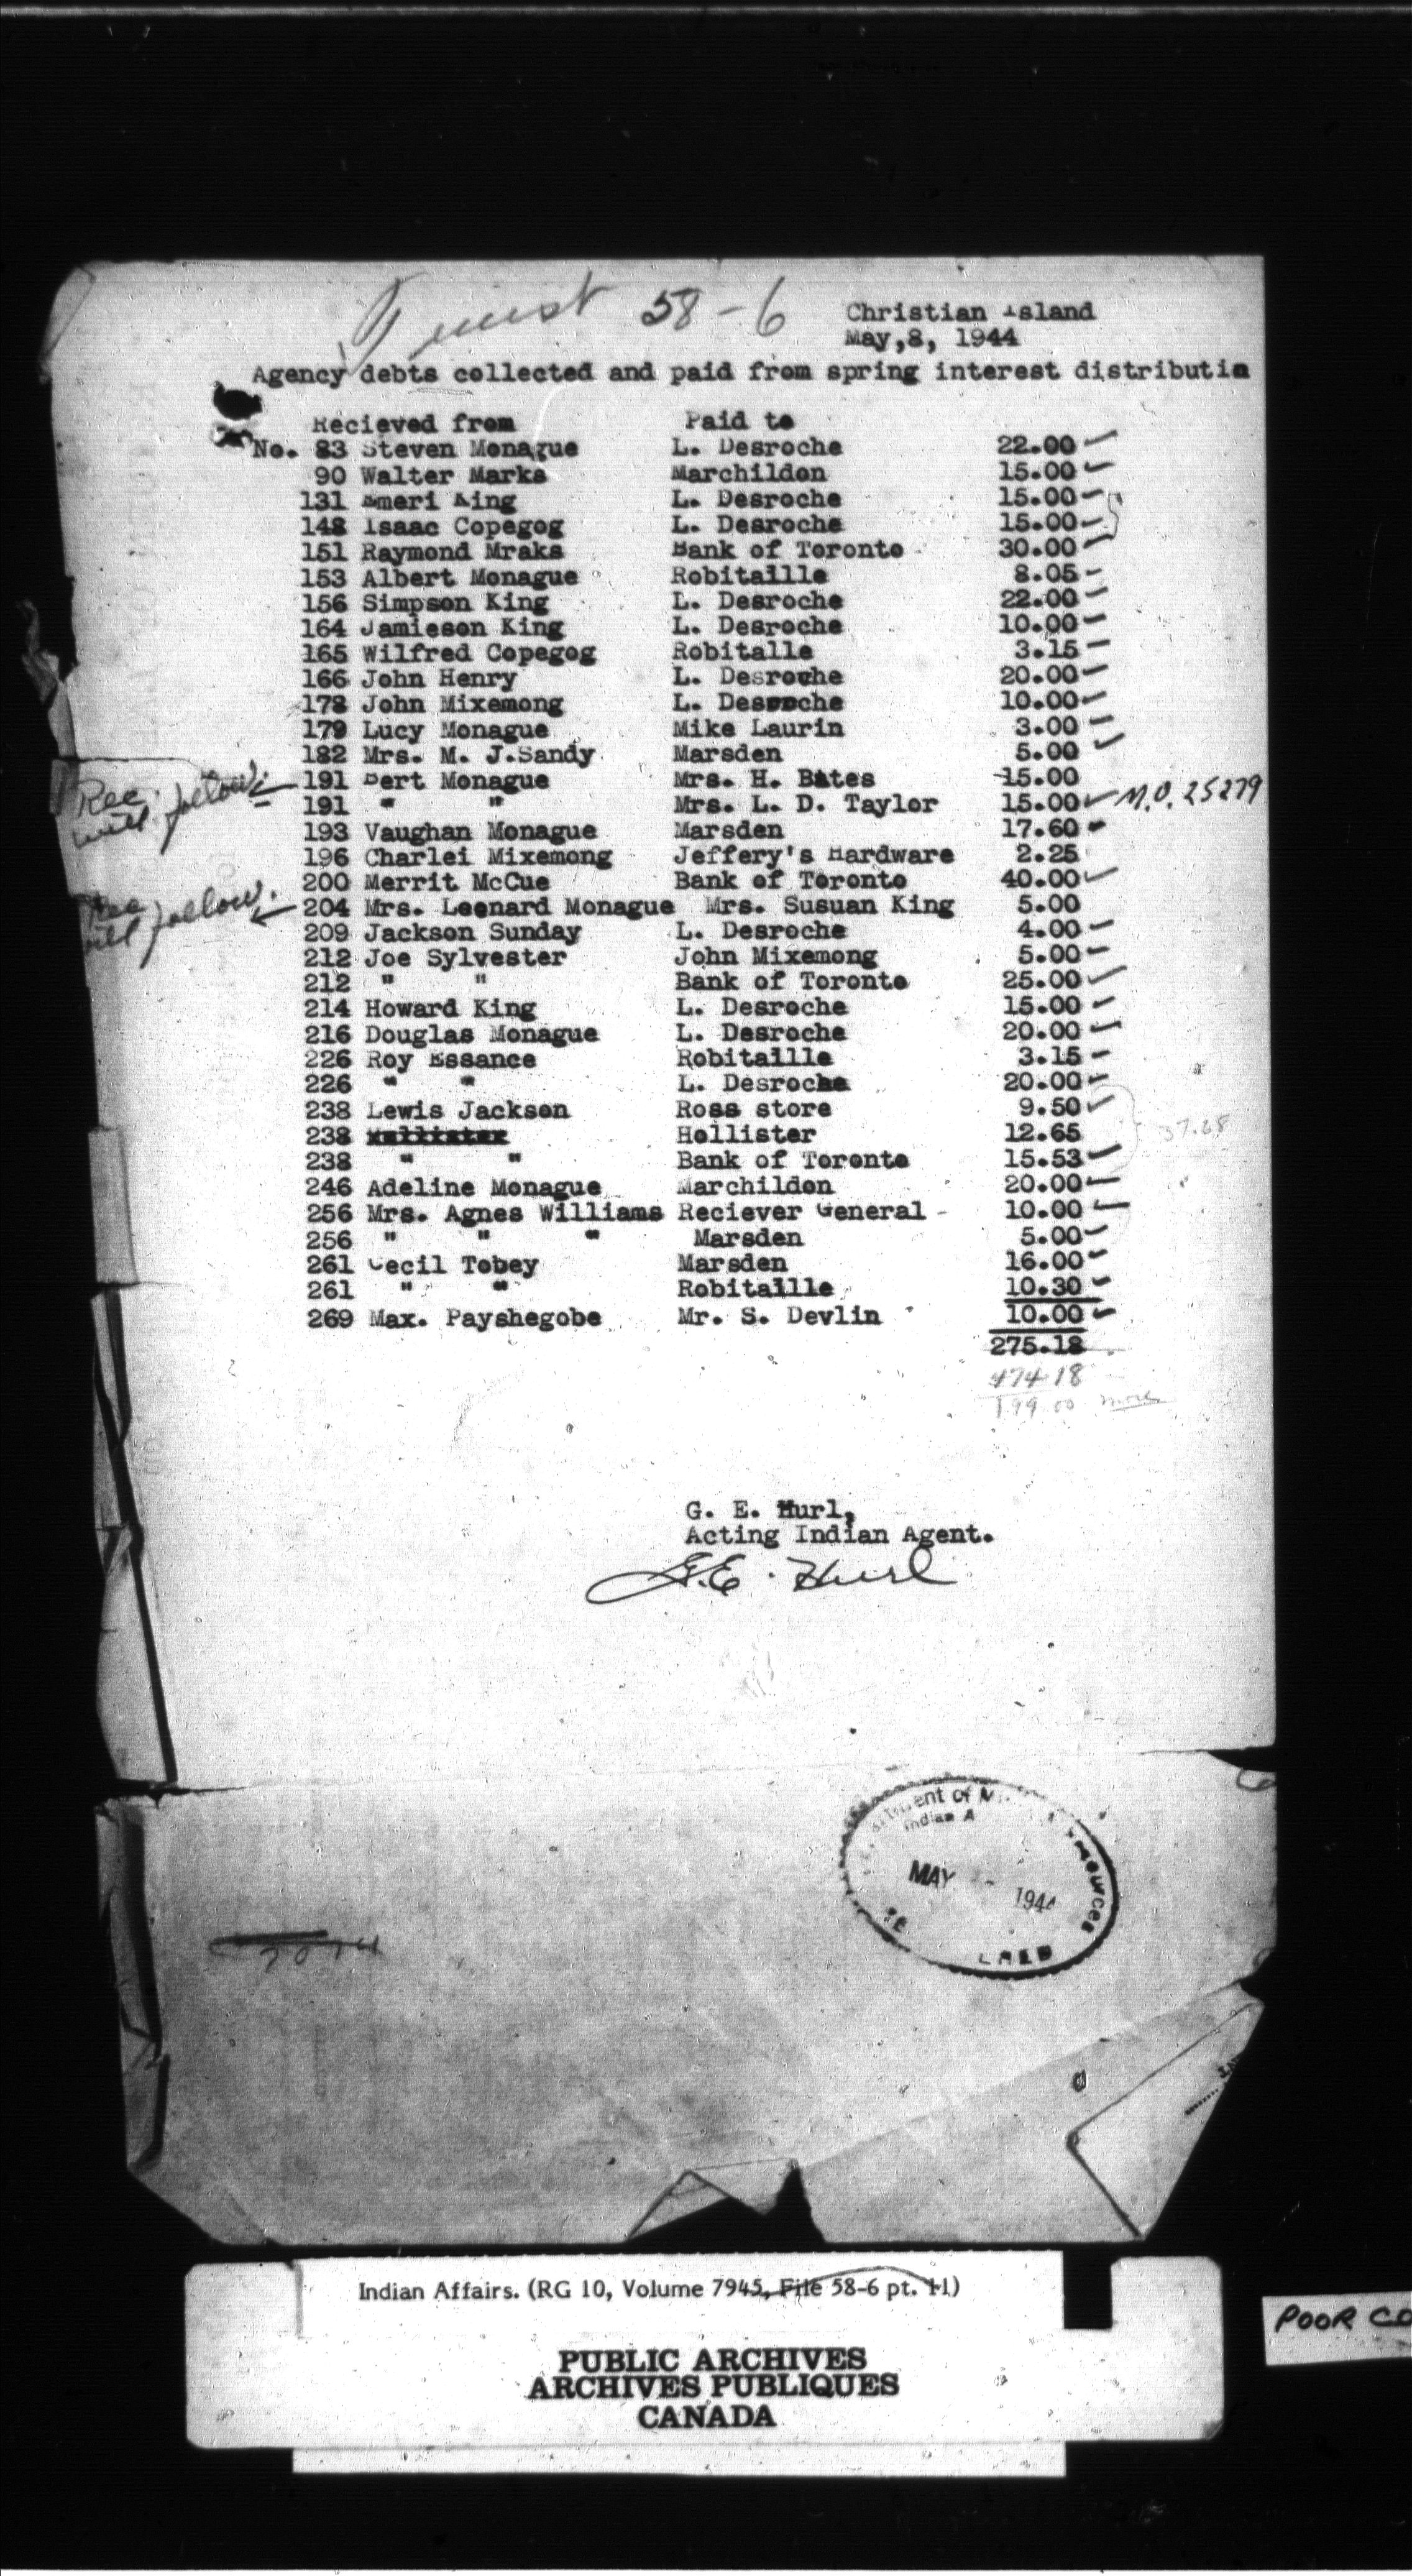 Trust 58-6
Christian Island
May,8, 1944
Agency debts collected and paid from spring interest distributin
Recieved from Paid to
No. 83 Steven Monague L. Desroche 22.00
90 Walter Marks Marchildon 15.00
131 Emeri King L. Desroche 15.00
148 Isaac Copegog L. Desroche 15.00
151 Raymond Mraks Bank of Toronto 30.00
153 Albert Monague Robitaille 8.05
156 Simpson King L. Desroche 22.00
164 Jamieson King L. Desroche 10.00
165 Wilfred Copegog Robitalle 3.15
166 John Henry L. Desroche 20.00
178 John Mixemong L. Desroche 10.00
179 Lucy Monague Mike Laurin 3.00
182 Mrs. M. J.Sandy Marsden 5.00
Rec. will follow. 191 Bert Monague Mrs. H. Bates 15.00
191 " " Mrs. L. D. Taylor 15.00 M.O. 25279
193 Vaughan Monague Marsden 17.60
196 Charlei Mixemong Jeffery's Hardware 2.25
200 Merrit McCue Bank of Toronto 40.00
Rec will follow. 204 Mrs. Leonard Monague Mrs. Susuan King 5.00
209 Jackson Sunday L. Desroche 4.00
212 Joe Sylvester John Mixemong 5.00
212 " " Bank of Toronto 25.00
214 Howard King L. Desroche 15.00
216 Douglas Monague L. Desroche 20.00
226 Roy Essance Robitaille 3.15
226 " " L. Desroche 20.00
238 Lewis Jackson Ross store 9.50
238 Hollister 12.65 37.68
238 " " Bank of Toronto 15.53
246 Adeline Monague Marchildon 20.00
256 Mrs. Agnes Williams Reciever General 10.00
256 " " " Marsden 5.00
261 Cecil Tobey Marsden 16.00
261 " " Robitaille 10.30
269 Max. Payshegobe Mr. S. Devlin 10.00
275.18
474 18
199.00 more
G. E. Hurl,
Acting Indian Agent.
G.E. Hurl
MAY 1944
Indian Affairs. (RG 10, Volume 7945, File 58-6 pt. 11)
PUBLIC ARCHIVES
ARCHIVES PUBLIQUES
CANADA
POOR CO